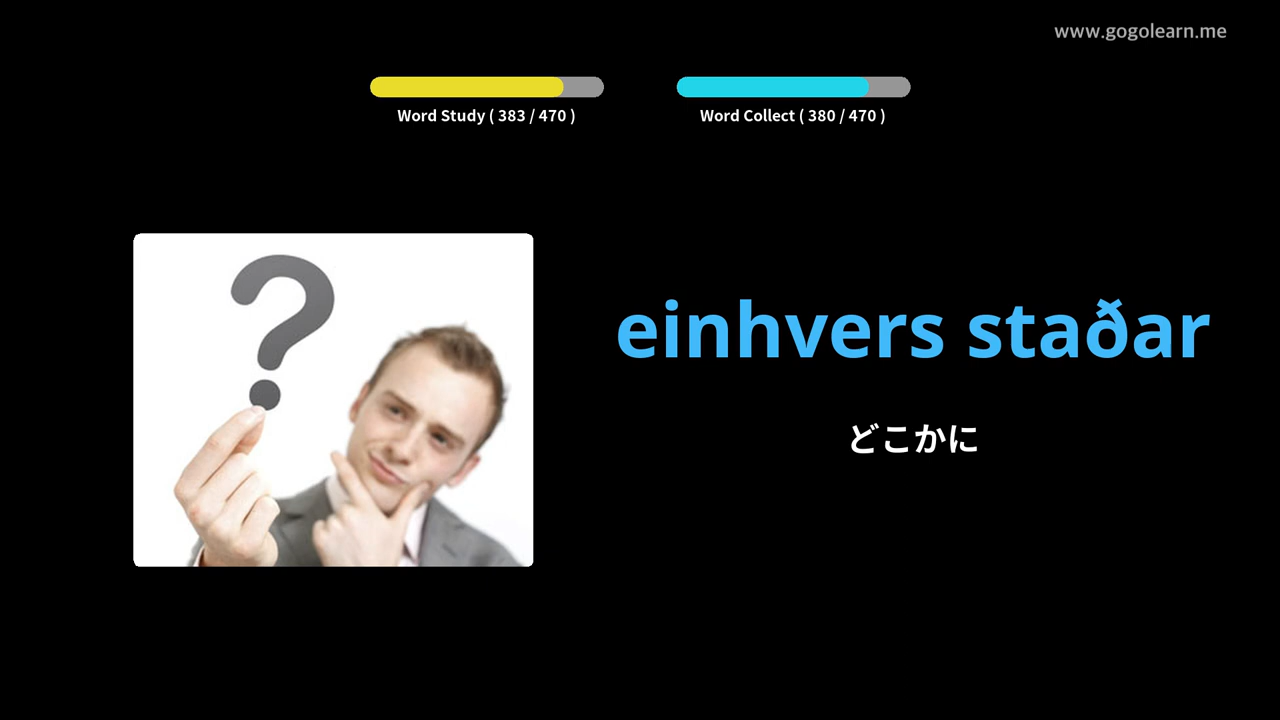 www.gogolearn.me
Word Study ( 383 / 470 )
Word Collect ( 380 / 470 )
einhvers staðar
どこかに